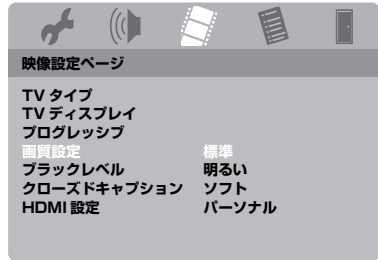 映像設定ページ
TV タイプ
TV ディスプレイ
プログレッシブ
画質設定 標準
ブラックレベル 明るい
クローズドキャプション ソフト
HDMI 設定 パーソナル